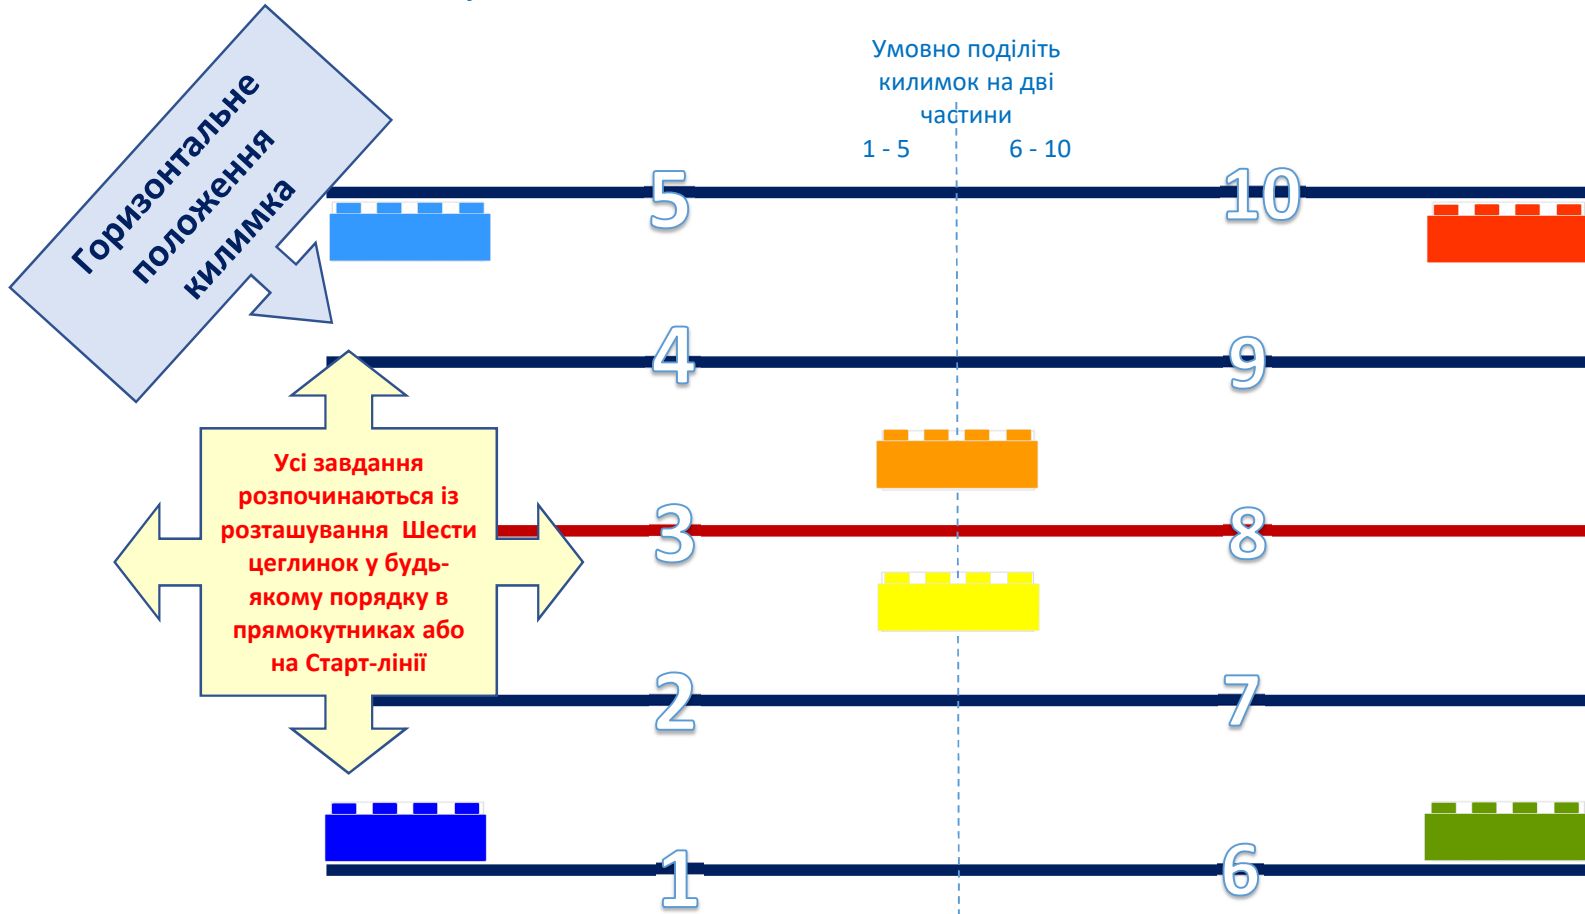 Умовно поділіть
килимок на дві
частини
1 - 5
6 - 10
Горизонтальне
положення
килимка
5
10
4
9
Усі завдання
розпочинаються із
розташування Шести
цеглинок у будь-
якому порядку в
прямокутниках або
на Старт-лінії
3
8
2
7
1
6